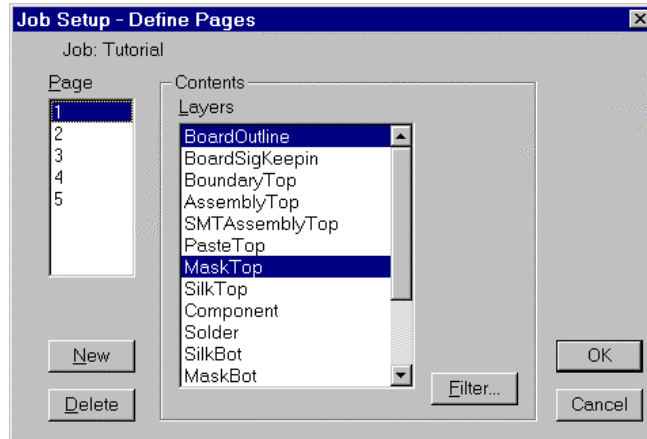 Job Setup - Define Pages
Job: Tutorial
Page
1
2
3
4
5
Contents
Layers
BoardOutline
BoardSigKeepin
BoundaryTop
AssemblyTop
SMTAssemblyTop
PasteTop
MaskTop
SilkTop
Component
Solder
SilkBot
MaskBot
New
Delete
Filter...
OK
Cancel